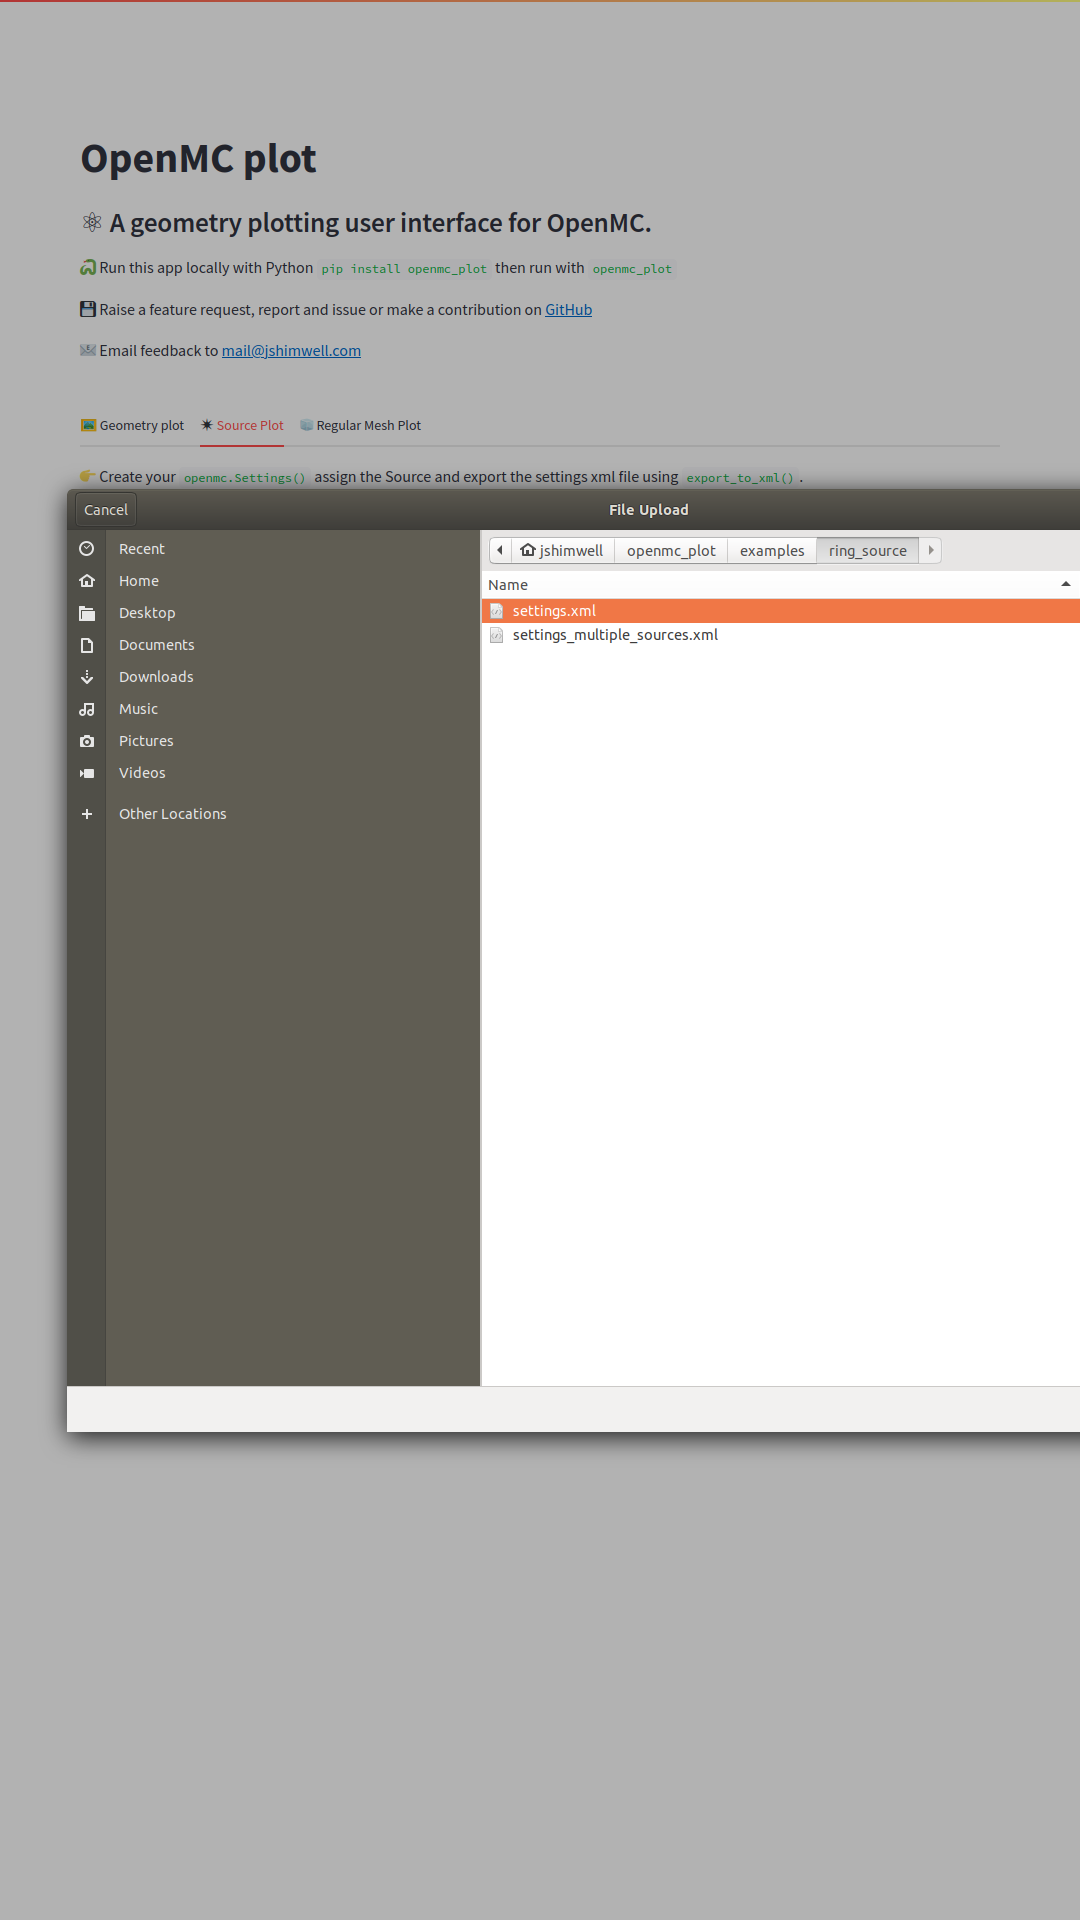 OpenMC plot
⚛ A geometry plotting user interface for OpenMC.
🐍 Run this app locally with Python pip install openmc_plot then run with openmc_plot
💾 Raise a feature request, report and issue or make a contribution on GitHub
📧 Email feedback to mail@jshimwell.com
Geometry plot Source Plot Regular Mesh Plot
👉 Create your openmc.Settings() assign the Source and export the settings xml file using export_to_xml() .
Cancel File Upload
jshimwell openmc_plot examples ring_source
Name
settings.xml
settings_multiple_sources.xml
Recent
Home
Desktop
Documents
Downloads
Music
Pictures
Videos
Other Locations